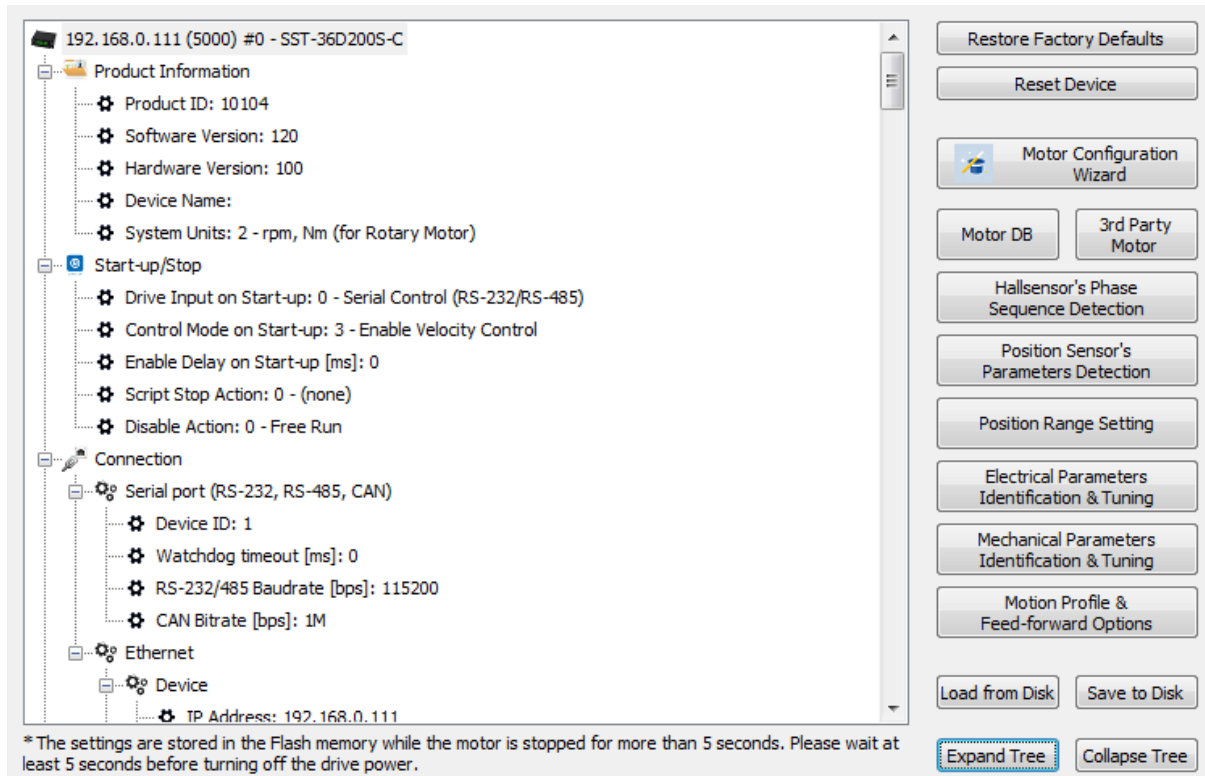 192.168.0.111 (5000) #0 - SST-36D200S-C
Product Information
Product ID: 10104
Software Version: 120
Hardware Version: 100
Device Name:
System Units: 2 - rpm, Nm (for Rotary Motor)
Start-up/Stop
Drive Input on Start-up: 0 - Serial Control (RS-232/RS-485)
Control Mode on Start-up: 3 - Enable Velocity Control
Enable Delay on Start-up [ms]: 0
Script Stop Action: 0 - (none)
Disable Action: 0 - Free Run
Connection
Serial port (RS-232, RS-485, CAN)
Device ID: 1
Watchdog timeout [ms]: 0
RS-232/485 Baudrate [bps]: 115200
CAN Bitrate [bps]: 1M
Ethernet
Device
IP Address: 192.168.0.111
* The settings are stored in the Flash memory while the motor is stopped for more than 5 seconds. Please wait at
least 5 seconds before turning off the drive power.
Restore Factory Defaults
Reset Device
Motor Configuration
Wizard
Motor DB
3rd Party
Motor
Hallsensor's Phase
Sequence Detection
Position Sensor's
Parameters Detection
Position Range Setting
Electrical Parameters
Identification & Tuning
Mechanical Parameters
Identification & Tuning
Motion Profile &
Feed-forward Options
Load from Disk
Save to Disk
Expand Tree
Collapse Tree